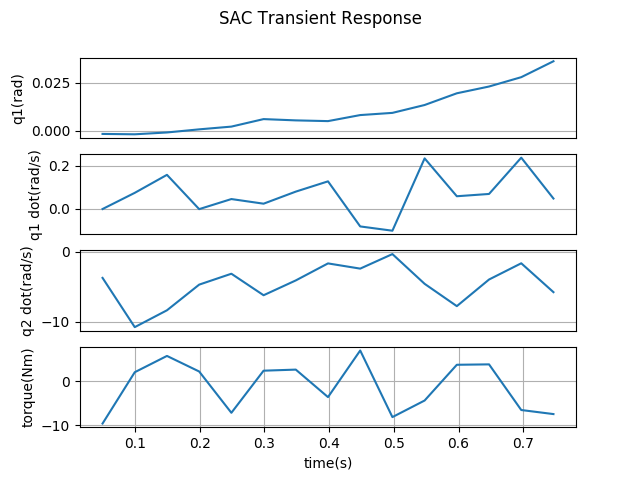 SAC Transient Response
q1(rad)
0.025
0.000
q1 dot(rad/s)
0.2
0.0
q2 dot(rad/s)
0
−10
torque(Nm)
0
−10
0.1 0.2 0.3 0.4 0.5 0.6 0.7
time(s)